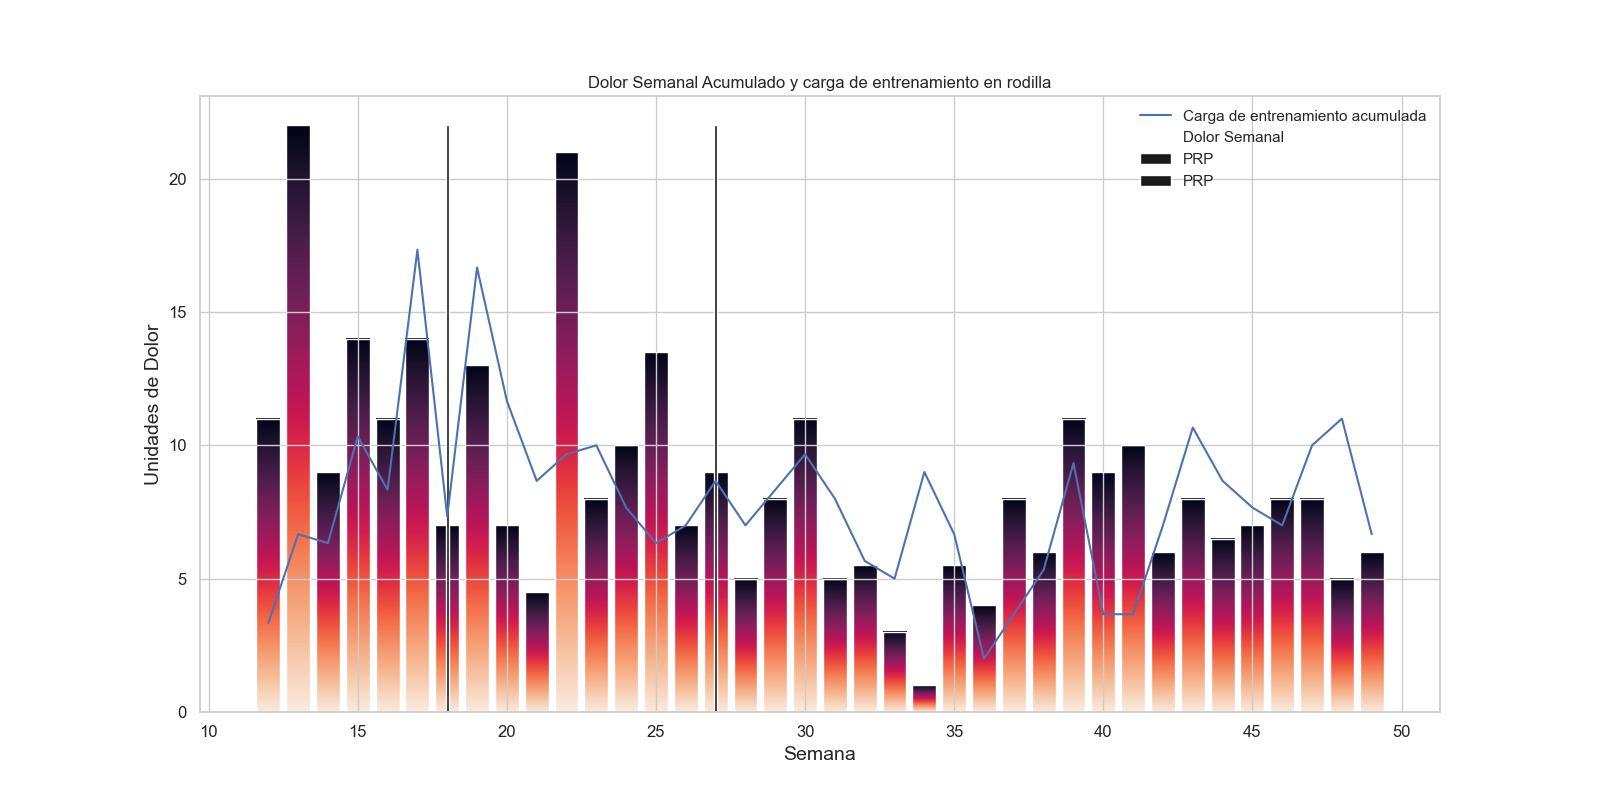 Dolor Semanal Acumulado y carga de entrenamiento en rodilla
Carga de entrenamiento acumulada
Dolor Semanal
PRP
PRP
Unidades de Dolor
20
15
10
5
0
10 15 20 25 30 35 40 45 50
Semana